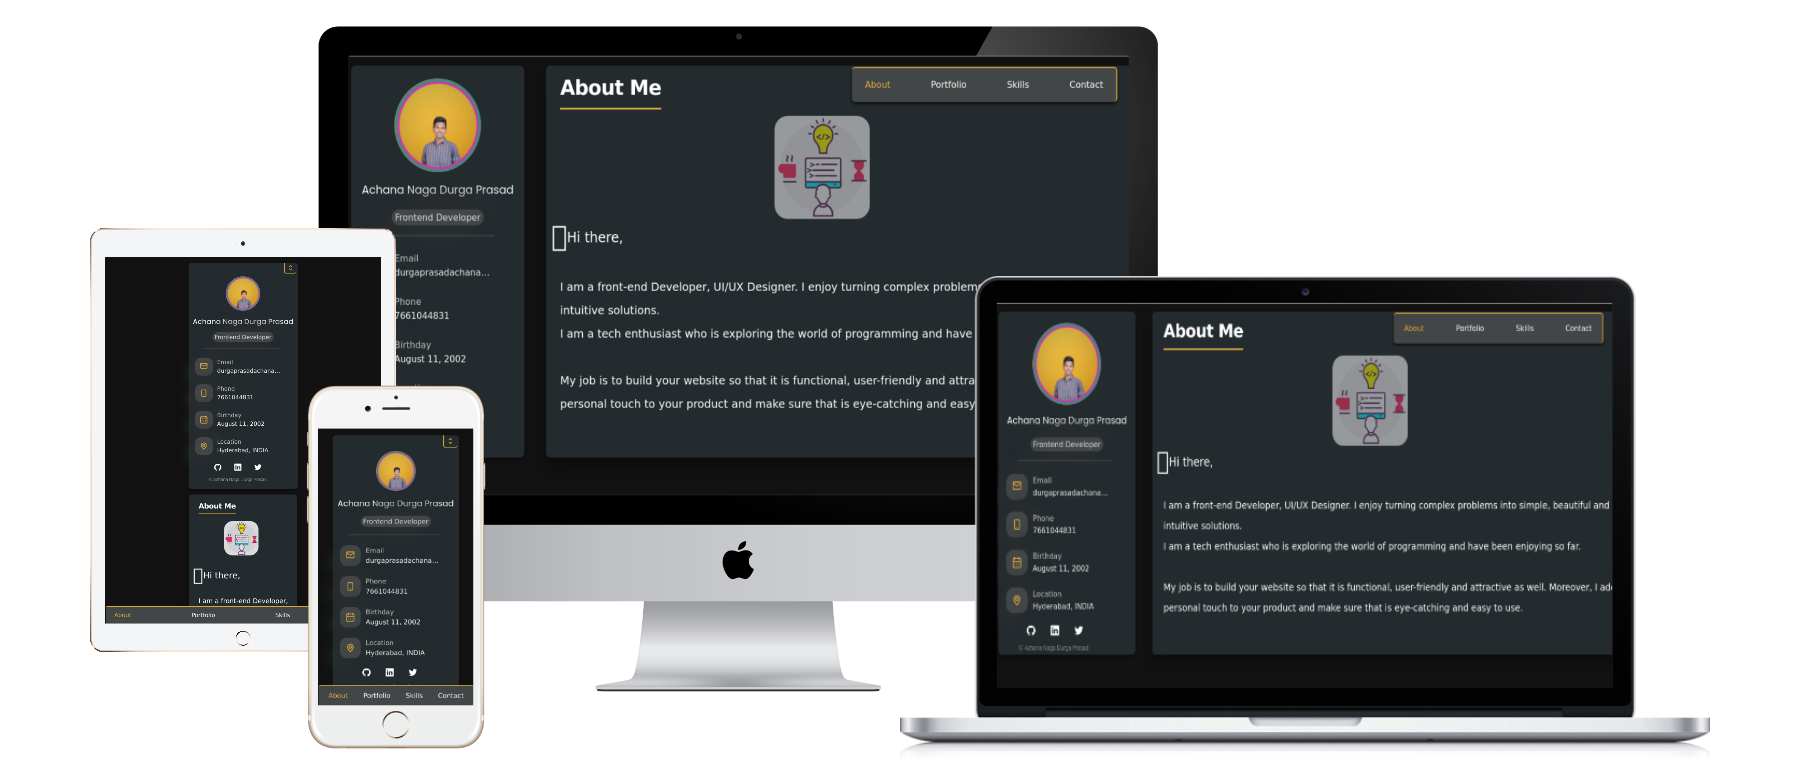 About Me
About
Portfolio
Skills
Contact
Achana Naga Durga Prasad
Frontend Developer
Email
durgaprasadachana...
Phone
7661044831
Birthday
August 11, 2002
Hi there,
I am a front-end Developer, UI/UX Designer. I enjoy turning complex problems
intuitive solutions.
I am a tech enthusiast who is exploring the world of programming and have
My job is to build your website so that it is functional, user-friendly and attra
personal touch to your product and make sure that is eye-catching and easy
Achana Naga Durga Prasad
Frontend Developer
Email
durgaprasadachana...
Phone
7661044831
Birthday
August 11, 2002
Location
Hyderabad, INDIA
© Achana Naga Durga Prasad
About Me
Hi there,
I am a front-end Developer,
About
Portfolio
Skills
Achana Naga Durga Prasad
Frontend Developer
Email
durgaprasadachana...
Phone
7661044831
Birthday
August 11, 2002
Location
Hyderabad, INDIA
About
Portfolio
Skills
Contact
Achana Naga Durga Prasad
Frontend Developer
Email
durgaprasadachana...
Phone
7661044831
Birthday
August 11, 2002
Location
Hyderabad, INDIA
© Achana Naga Durga Prasad
About Me
About
Portfolio
Skills
Contact
Hi there,
I am a front-end Developer, UI/UX Designer. I enjoy turning complex problems into simple, beautiful and
intuitive solutions.
I am a tech enthusiast who is exploring the world of programming and have been enjoying so far.
My job is to build your website so that it is functional, user-friendly and attractive as well. Moreover, I add
personal touch to your product and make sure that is eye-catching and easy to use.